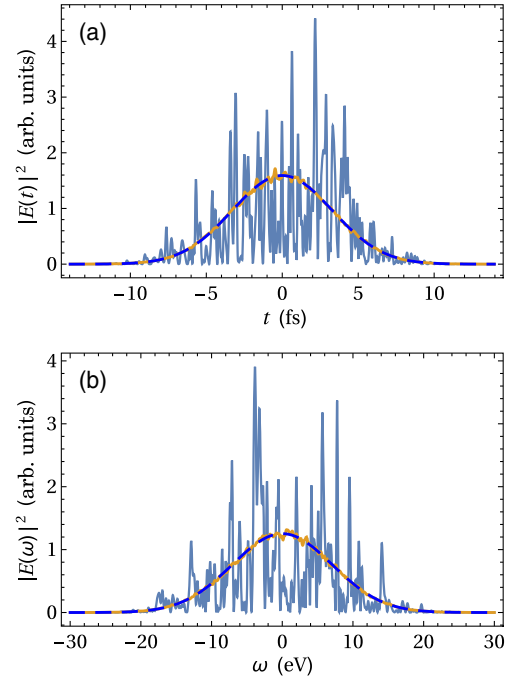 (a)
|E(t)|² (arb. units)
4
3
2
1
0
−10 −5 0 5 10
t (fs)
(b)
|E(ω)|² (arb. units)
4
3
2
1
0
−30 −20 −10 0 10 20 30
ω (eV)